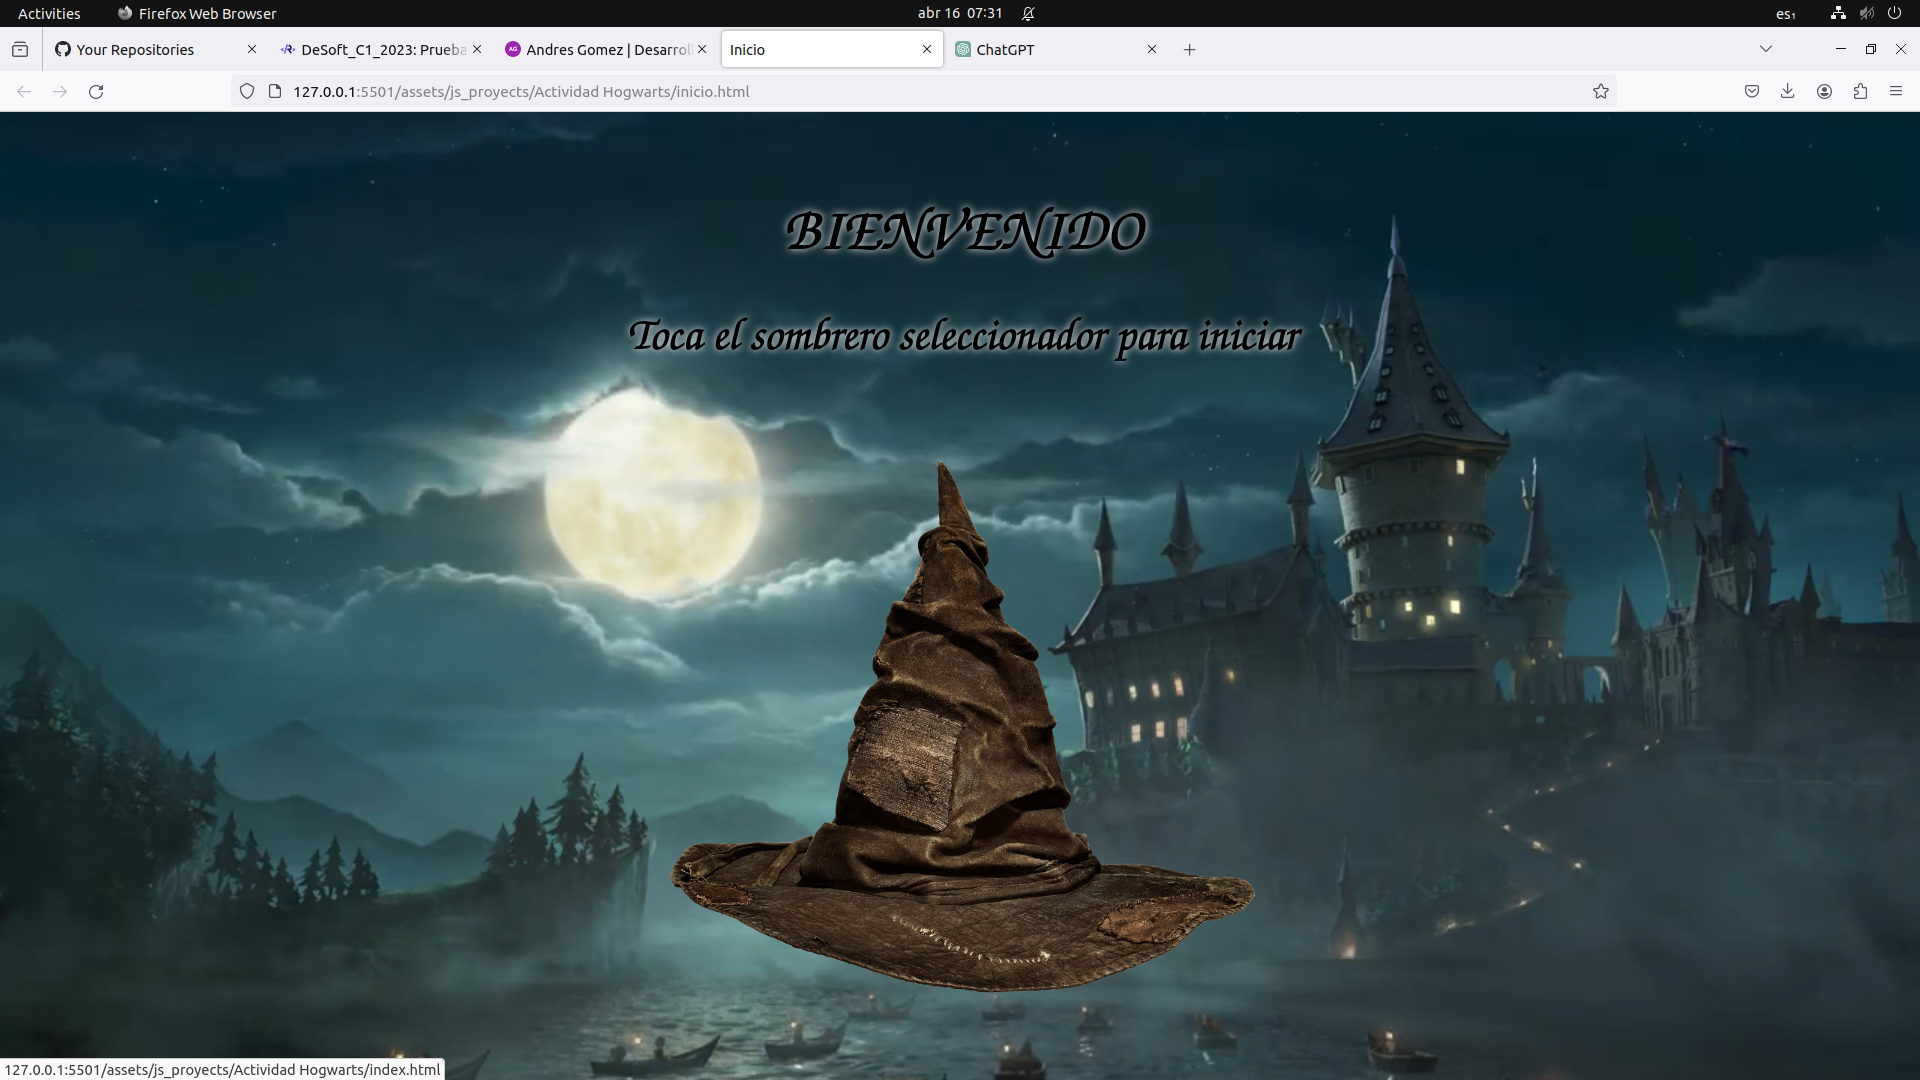 Activities Firefox Web Browser abr 16 07:31 es₁
Your Repositories DeSoft_C1_2023: Prueba AG Andres Gomez | Desarroll Inicio ChatGPT
127.0.0.1:5501/assets/js_proyects/Actividad Hogwarts/inicio.html
BIENVENIDO
Toca el sombrero seleccionador para iniciar
127.0.0.1:5501/assets/js_proyects/Actividad Hogwarts/index.html